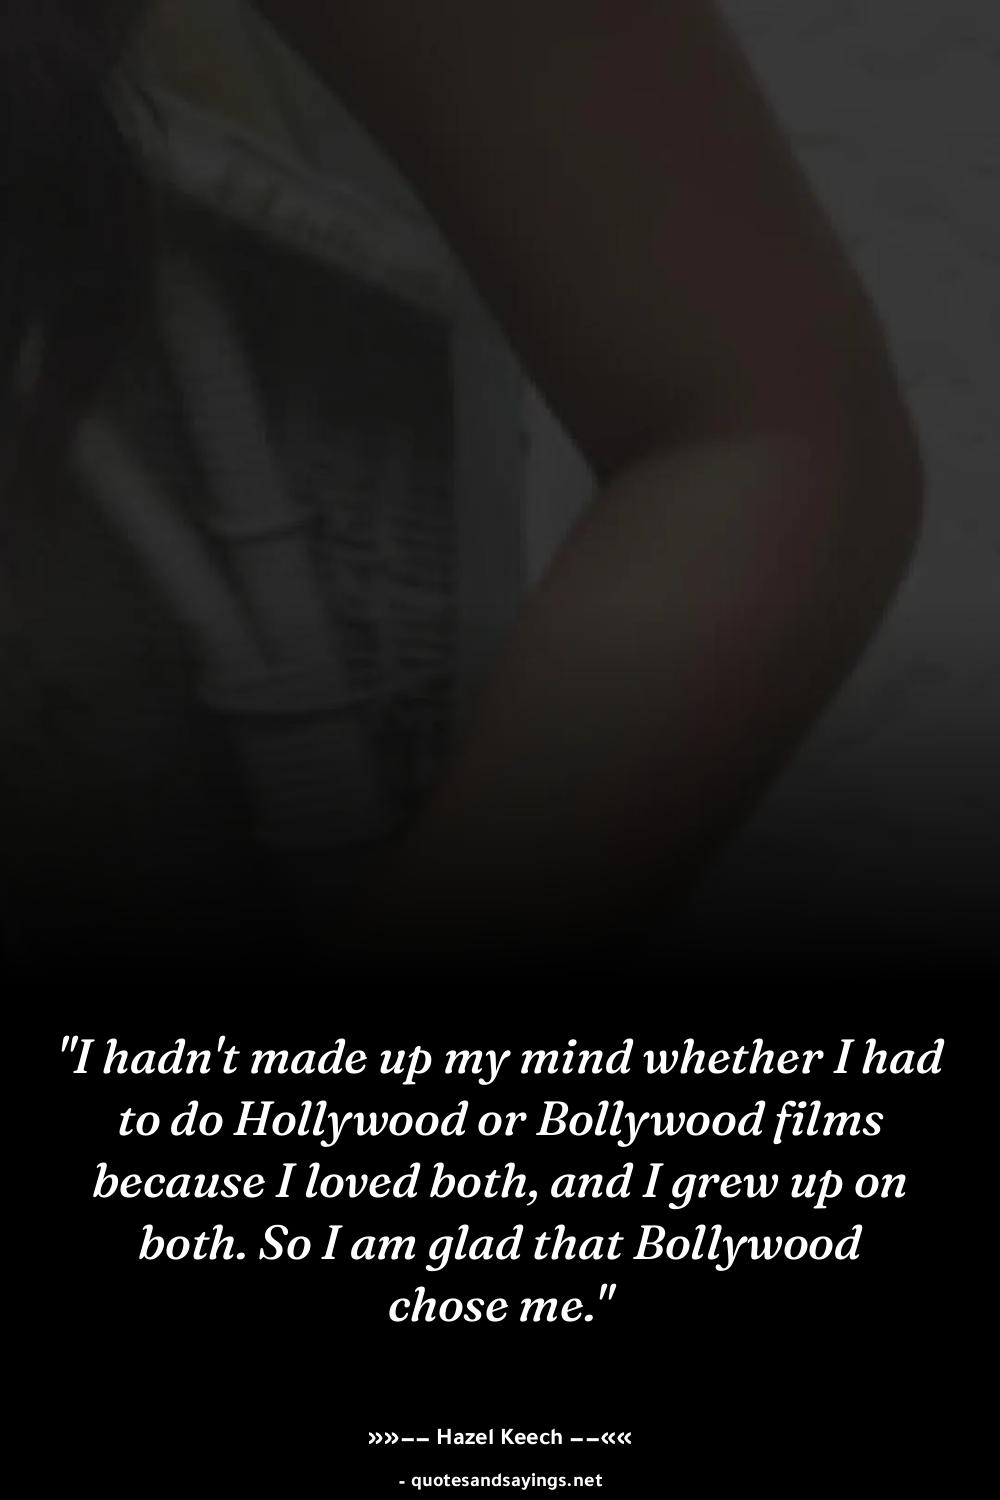 "I hadn't made up my mind whether I had
to do Hollywood or Bollywood films
because I loved both, and I grew up on
both. So I am glad that Bollywood
chose me."
»»–– Hazel Keech ––««
- quotesandsayings.net